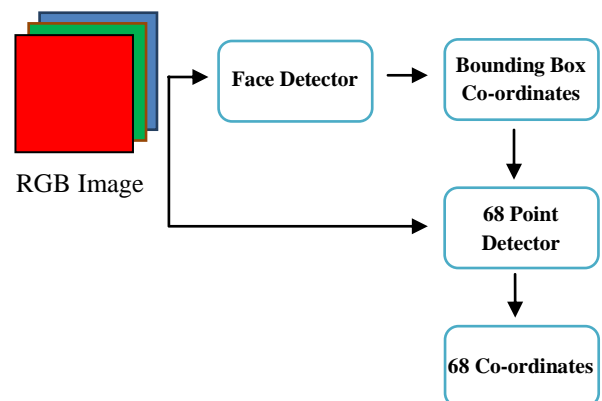 RGB Image
Face Detector
Bounding Box
Co-ordinates
68 Point
Detector
68 Co-ordinates